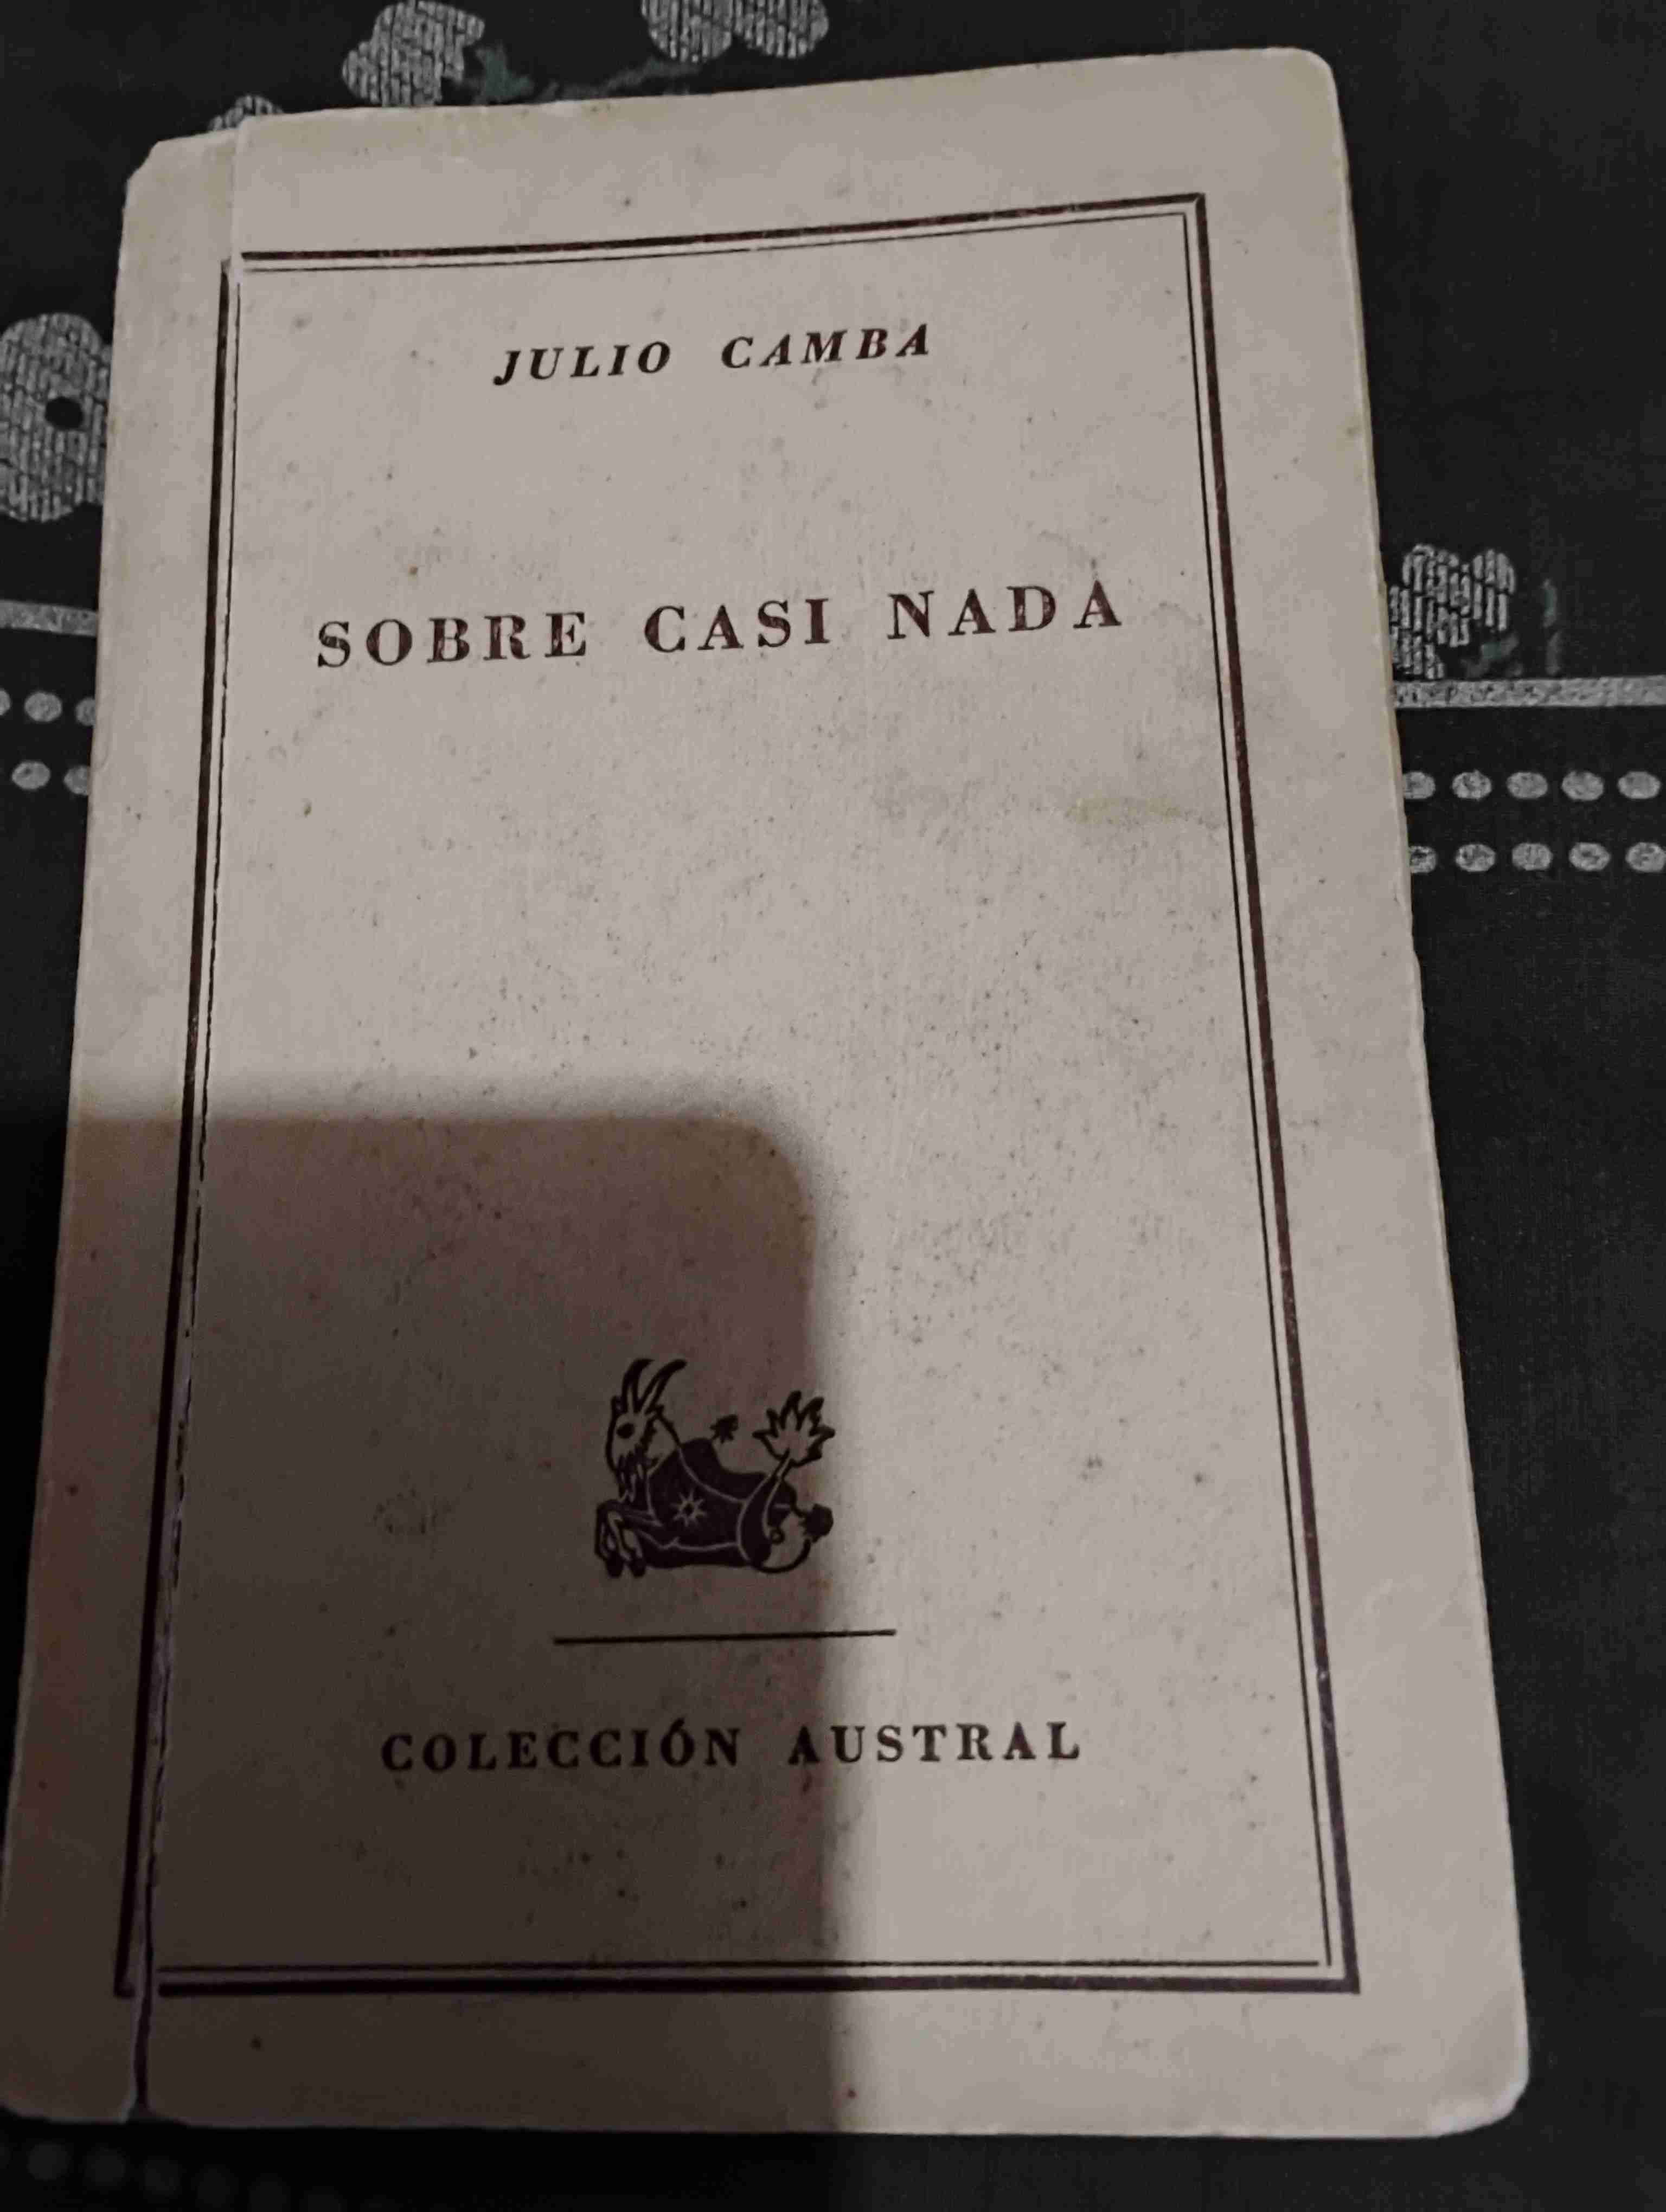 JULIO CAMBA
SOBRE CASI NADA
COLECCIÓN AUSTRAL